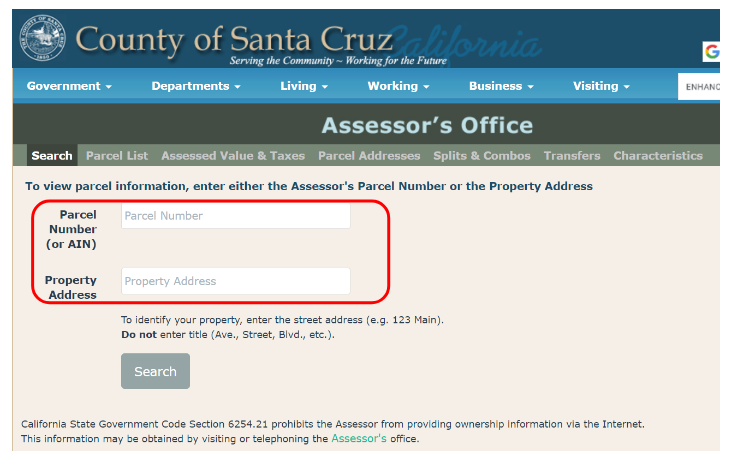 County of Santa Cruz California
Serving the Community ~ Working for the Future
Government Departments Living Working Business Visiting ENHANC
Assessor's Office
Search Parcel List Assessed Value & Taxes Parcel Addresses Splits & Combos Transfers Characteristics
To view parcel information, enter either the Assessor's Parcel Number or the Property Address
Parcel Parcel Number
Number
(or AIN)
Property Property Address
Address
To identify your property, enter the street address (e.g. 123 Main).
Do not enter title (Ave., Street, Blvd., etc.).
Search
California State Government Code Section 6254.21 prohibits the Assessor from providing ownership information via the Internet.
This information may be obtained by visiting or telephoning the Assessor's office.